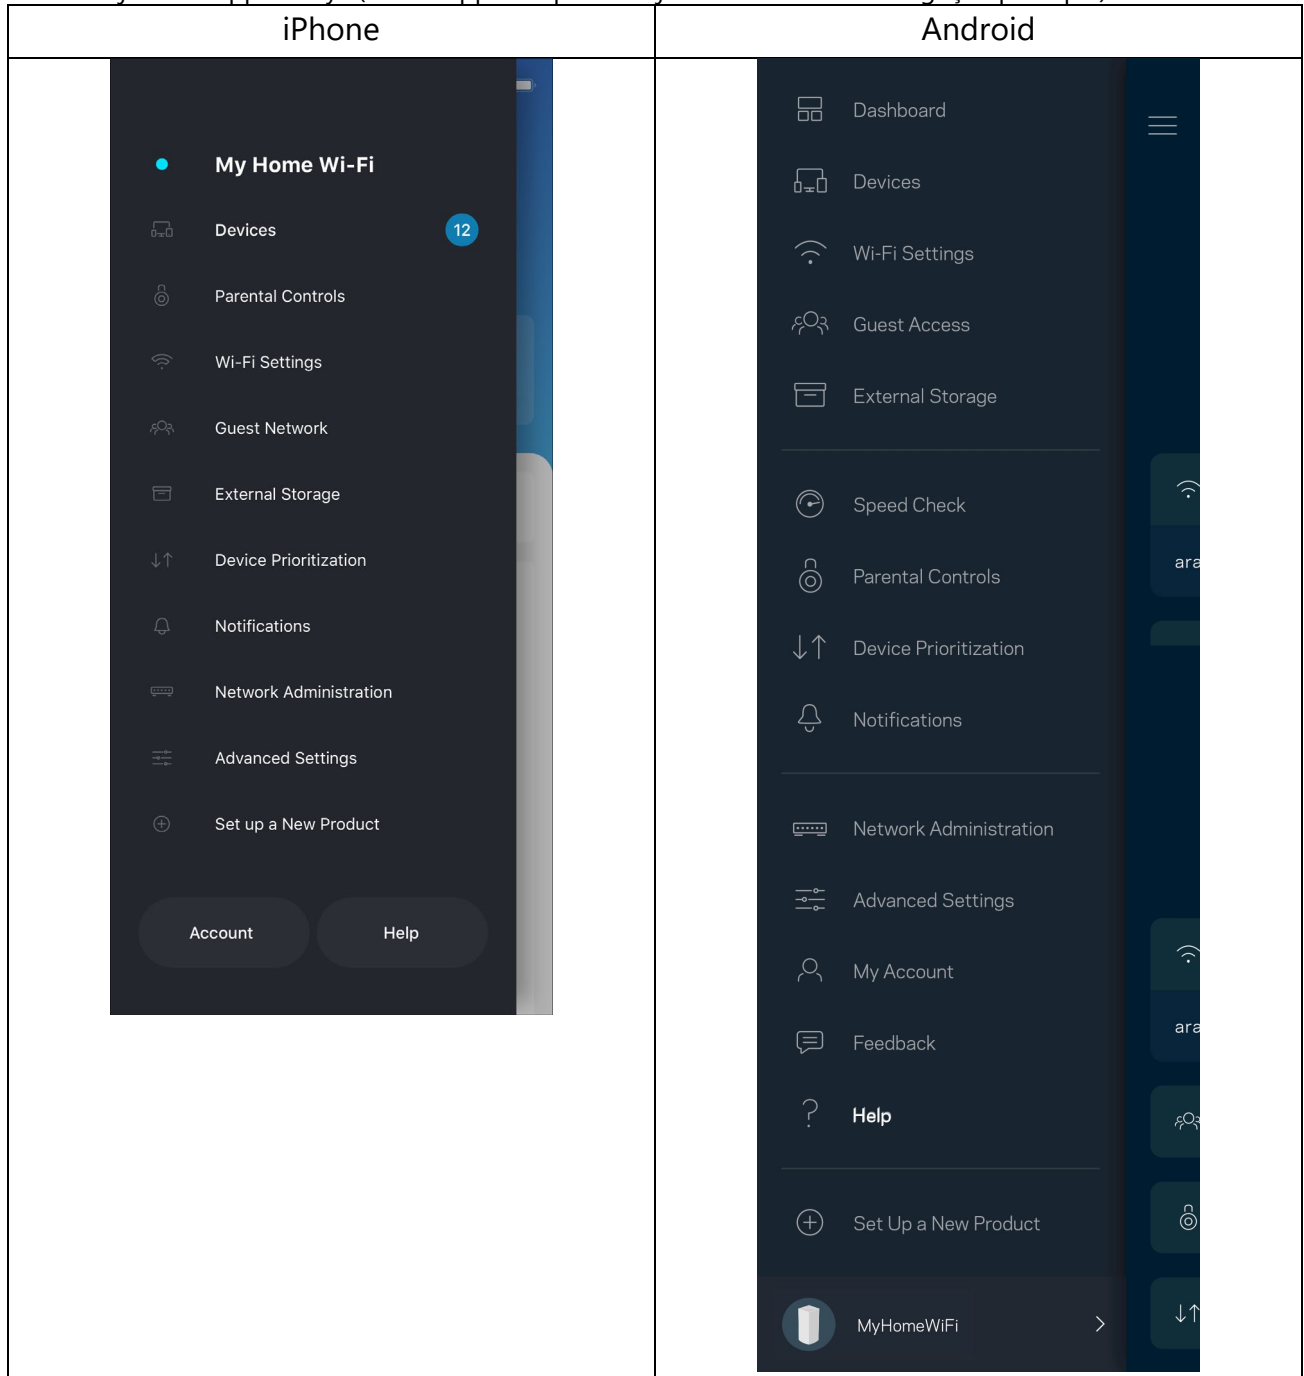 iPhone
Android
My Home Wi-Fi
Devices 12
Parental Controls
Wi-Fi Settings
Guest Network
External Storage
Device Prioritization
Notifications
Network Administration
Advanced Settings
Set up a New Product
Account Help
Dashboard
Devices
Wi-Fi Settings
Guest Access
External Storage
Speed Check
Parental Controls
Device Prioritization
Notifications
Network Administration
Advanced Settings
My Account
Feedback
Help
Set Up a New Product
MyHomeWiFi
ara
ara